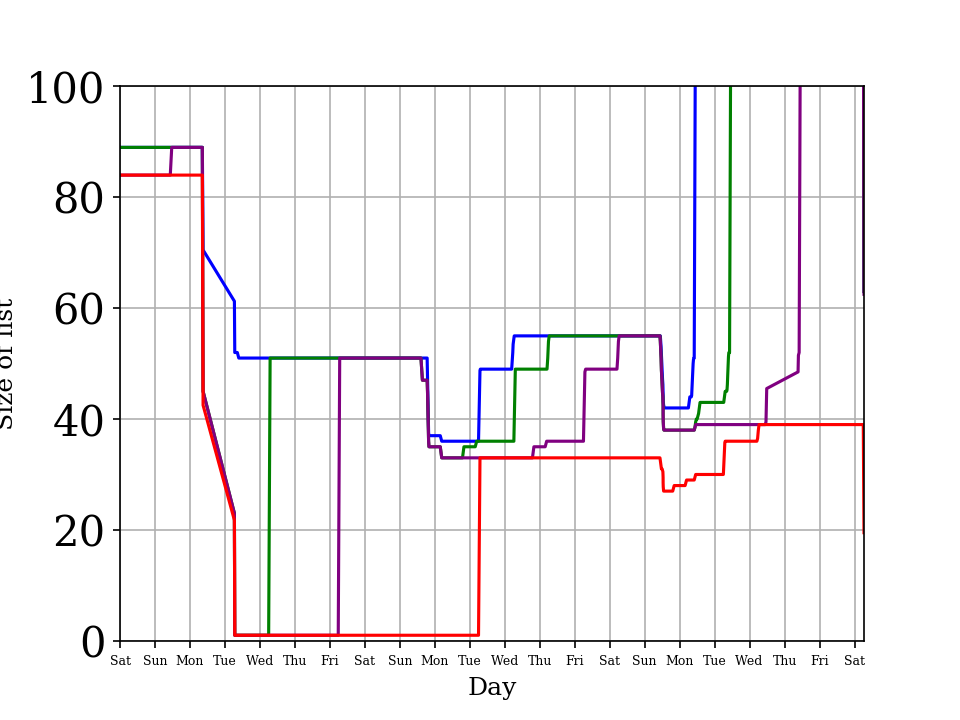 100
80
60
40
20
0
Size of list
Sat Sun Mon Tue Wed Thu Fri Sat Sun Mon Tue Wed Thu Fri Sat Sun Mon Tue Wed Thu Fri Sat
Day